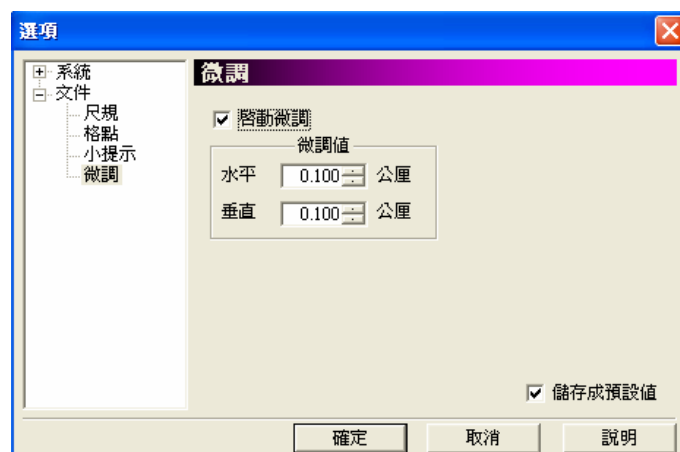 選項
系統
文件
尺規
格點
小提示
微調
微調
啓動微調
微調值
水平 0.100 公厘
垂直 0.100 公厘
儲存成預設值
確定 取消 說明